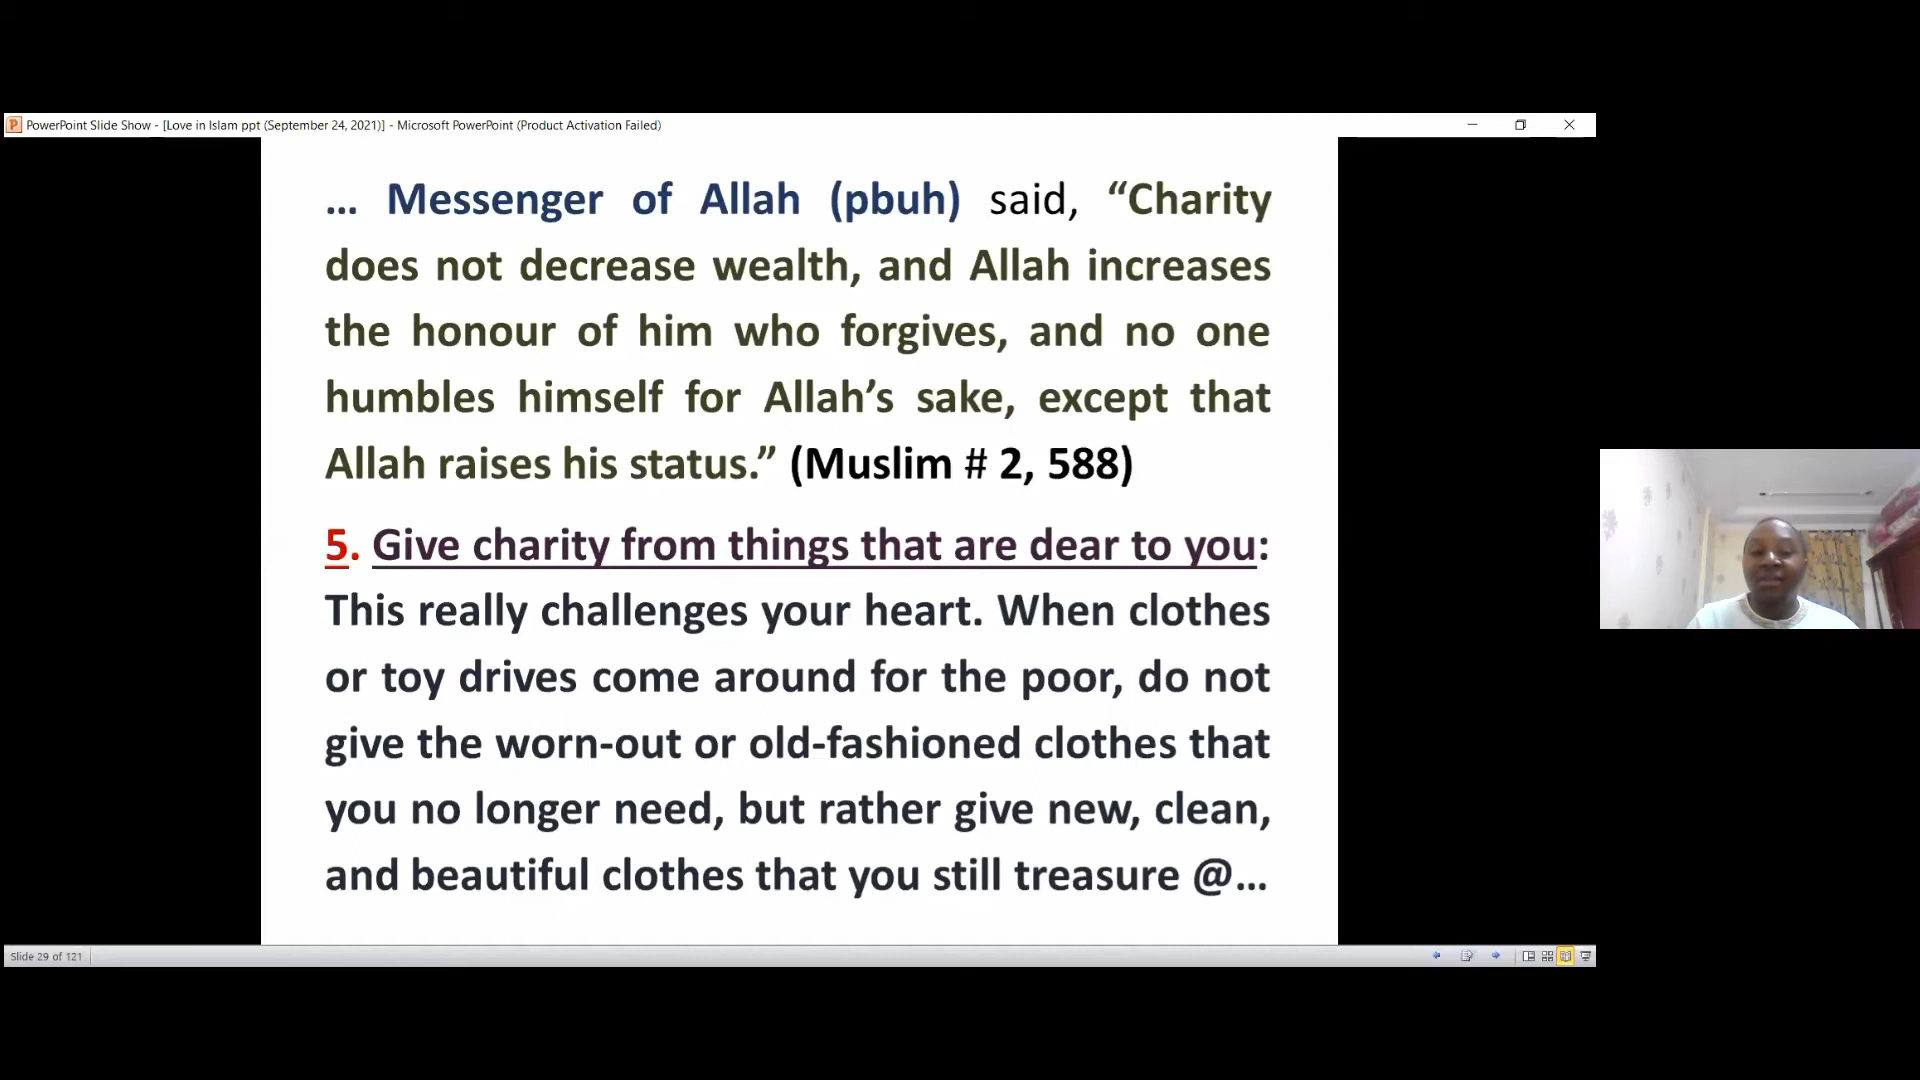 PowerPoint Slide Show - [Love in Islam ppt (September 24, 2021)] - Microsoft PowerPoint (Product Activation Failed)
... Messenger of Allah (pbuh) said, “Charity
does not decrease wealth, and Allah increases
the honour of him who forgives, and no one
humbles himself for Allah’s sake, except that
Allah raises his status.” (Muslim # 2, 588)
5. Give charity from things that are dear to you:
This really challenges your heart. When clothes
or toy drives come around for the poor, do not
give the worn-out or old-fashioned clothes that
you no longer need, but rather give new, clean,
and beautiful clothes that you still treasure @...
Slide 29 of 121